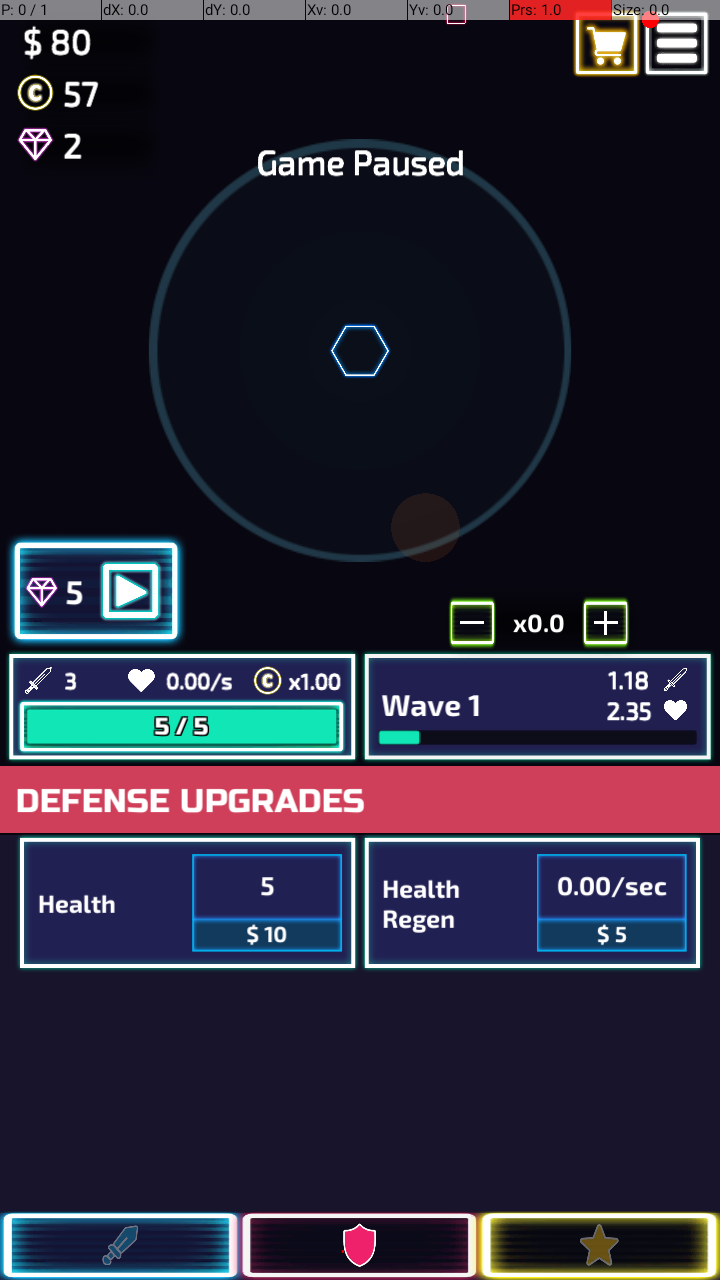 P: 0 / 1 dX: 0.0 dY: 0.0 Xv: 0.0 Yv: 0.0 Prs: 1.0 Size: 0.0
$ 80
C 57
2
Game Paused
5
x0.0
3 0.00/s C x1.00
5 / 5
Wave 1
1.18
2.35
DEFENSE UPGRADES
Health
5
$ 10
Health
Regen
0.00/sec
$ 5